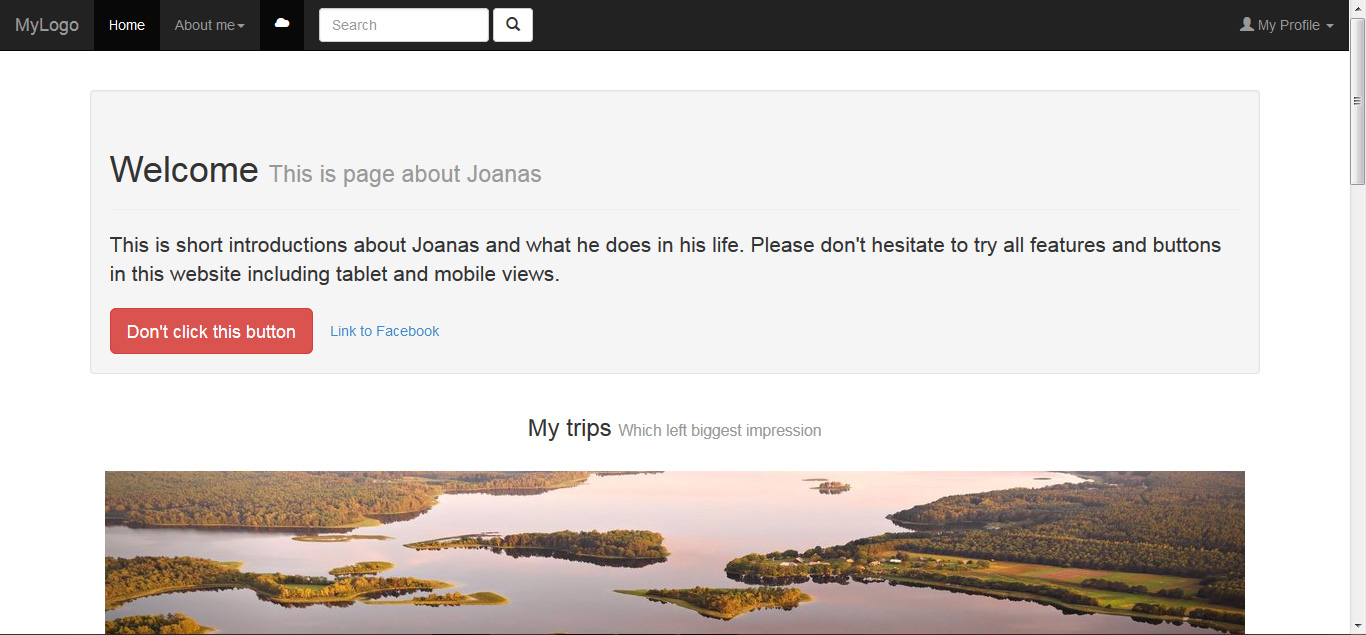 MyLogo Home About me Search My Profile
Welcome This is page about Joanas
This is short introductions about Joanas and what he does in his life. Please don't hesitate to try all features and buttons
in this website including tablet and mobile views.
Don't click this button Link to Facebook
My trips Which left biggest impression